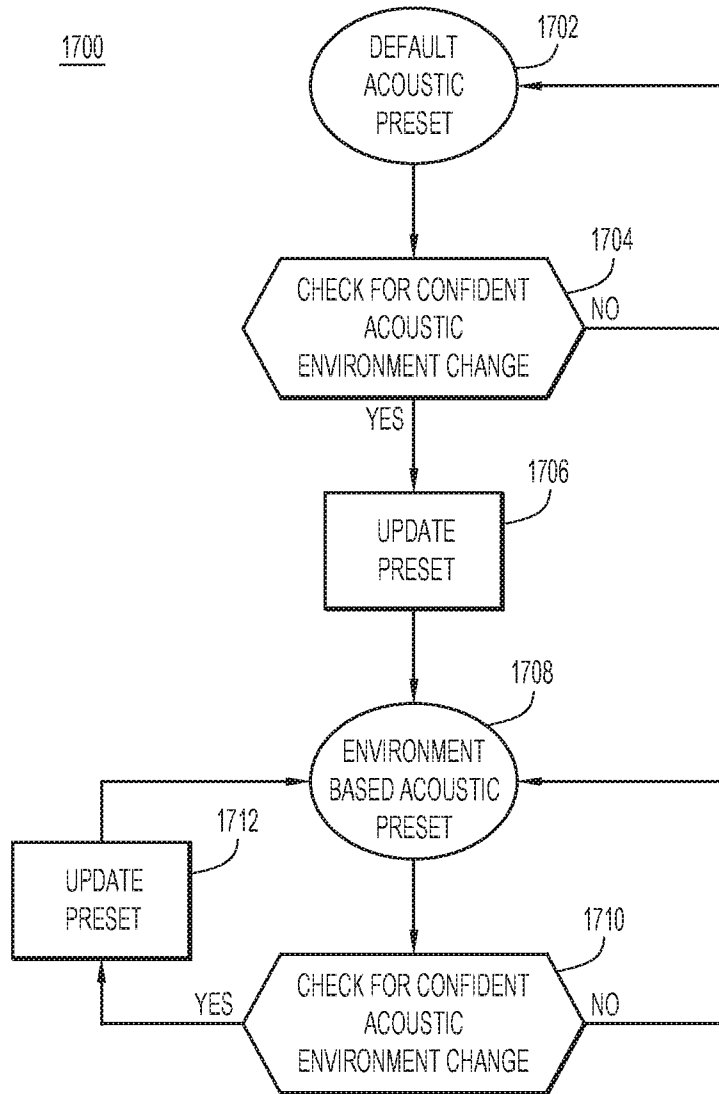 1700
1702
DEFAULT
ACOUSTIC
PRESET
1704
CHECK FOR CONFIDENT
ACOUSTIC
ENVIRONMENT CHANGE
NO
YES
1706
UPDATE
PRESET
1708
ENVIRONMENT
BASED ACOUSTIC
PRESET
1712
UPDATE
PRESET
1710
CHECK FOR CONFIDENT
ACOUSTIC
ENVIRONMENT CHANGE
YES
NO